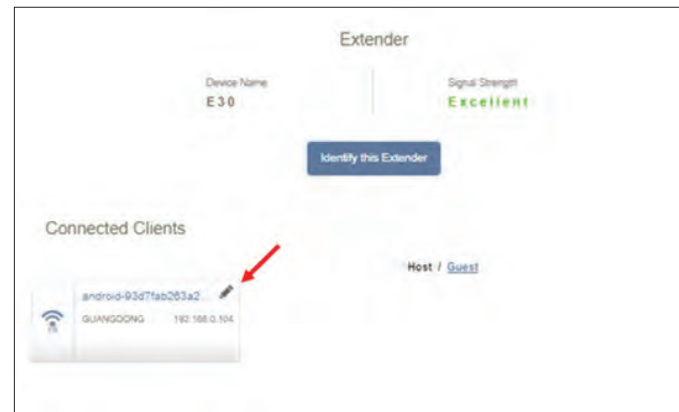 Extender
Device Name
E30
Signal Strength
Excellent
Identify this Extender
Connected Clients
Host / Guest
android-93d7fab263a2...
GUANGDONG 192.168.0.104